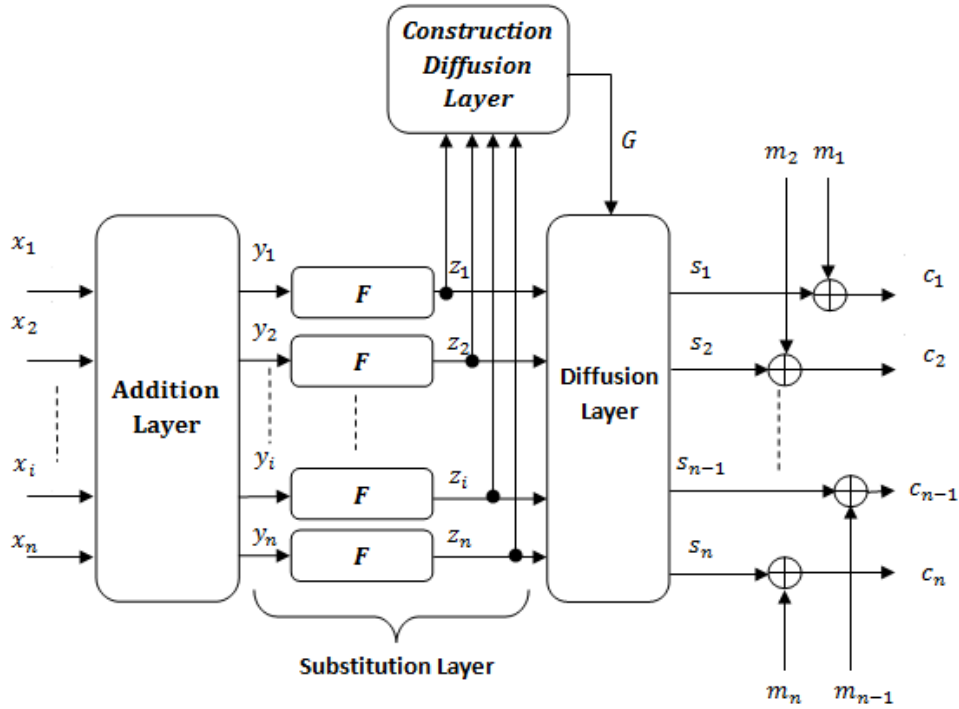 Construction
Diffusion
Layer
G
m₂ m₁
x₁ y₁ F z₁ s₁ c₁
x₂ y₂ F z₂ s₂ c₂
Addition
Layer
Diffusion
Layer
xᵢ yᵢ F zᵢ sₙ₋₁ cₙ₋₁
xₙ yₙ F zₙ sₙ cₙ
Substitution Layer
mₙ mₙ₋₁